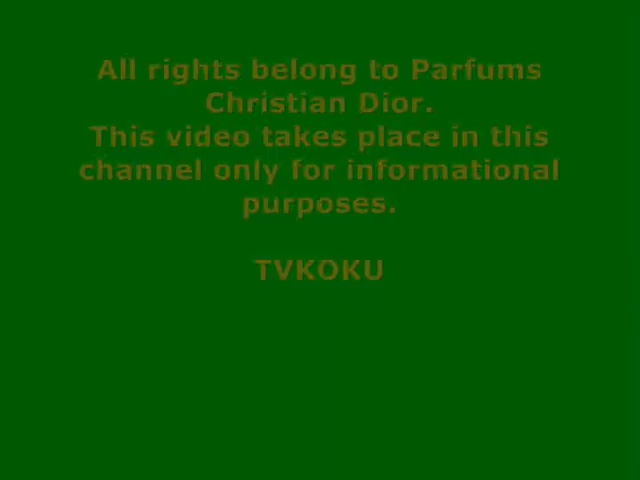 All rights belong to Parfums
Christian Dior.
This video takes place in this
channel only for informational
purposes.
TVKOKU